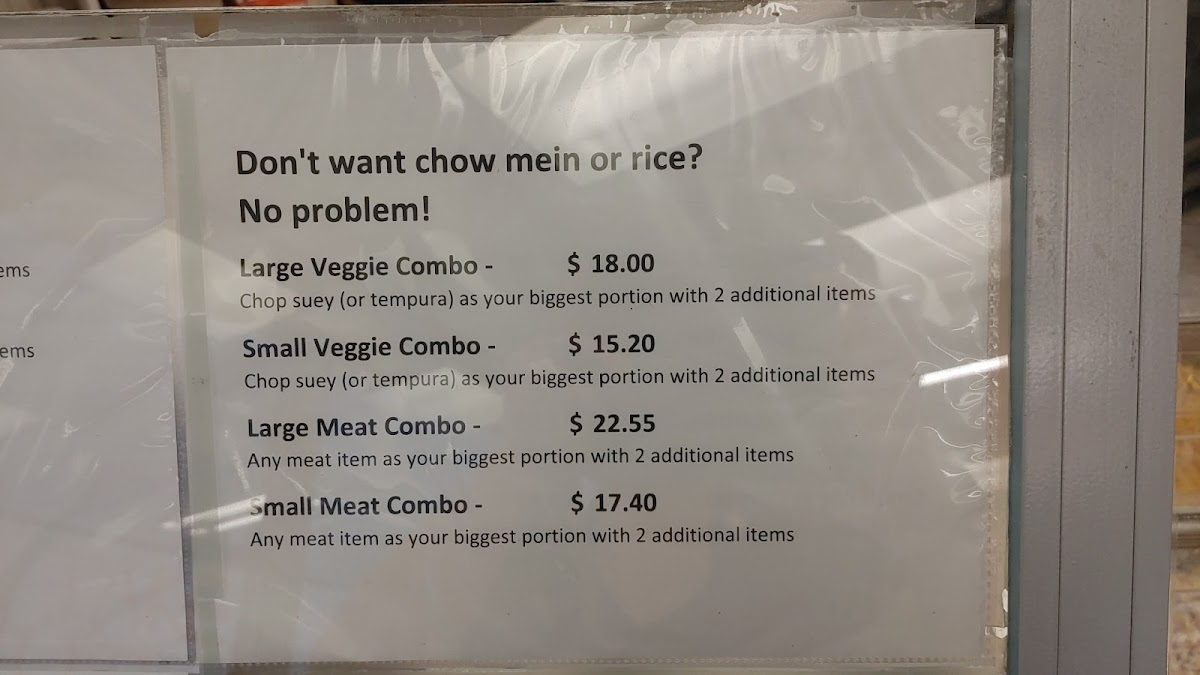 Don't want chow mein or rice?
No problem!
Large Veggie Combo - $ 18.00
Chop suey (or tempura) as your biggest portion with 2 additional items
Small Veggie Combo - $ 15.20
Chop suey (or tempura) as your biggest portion with 2 additional items
Large Meat Combo - $ 22.55
Any meat item as your biggest portion with 2 additional items
Small Meat Combo - $ 17.40
Any meat item as your biggest portion with 2 additional items